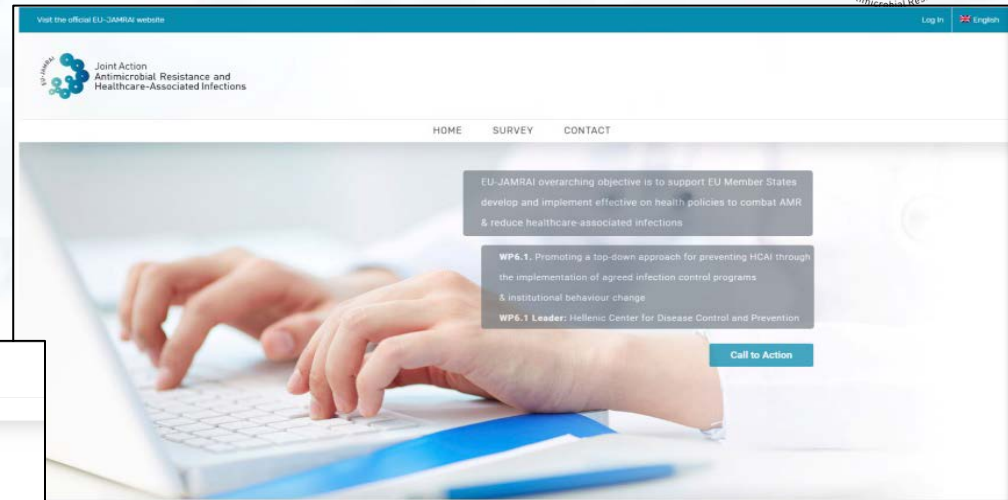 Visit the official EU-JAMRAI website
Log In
English
EU-JAMRAI
Joint Action
Antimicrobial Resistance and
Healthcare-Associated Infections
HOME SURVEY CONTACT
EU-JAMRAI overarching objective is to support EU Member States
develop and implement effective on health policies to combat AMR
& reduce healthcare-associated infections
WP6.1. Promoting a top-down approach for preventing HCAI through
the implementation of agreed infection control programs
& institutional behaviour change
WP6.1 Leader: Hellenic Center for Disease Control and Prevention
Call to Action